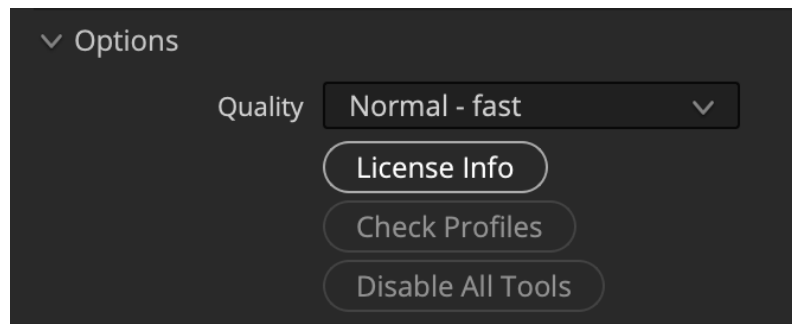 Options
Quality Normal - fast
License Info
Check Profiles
Disable All Tools